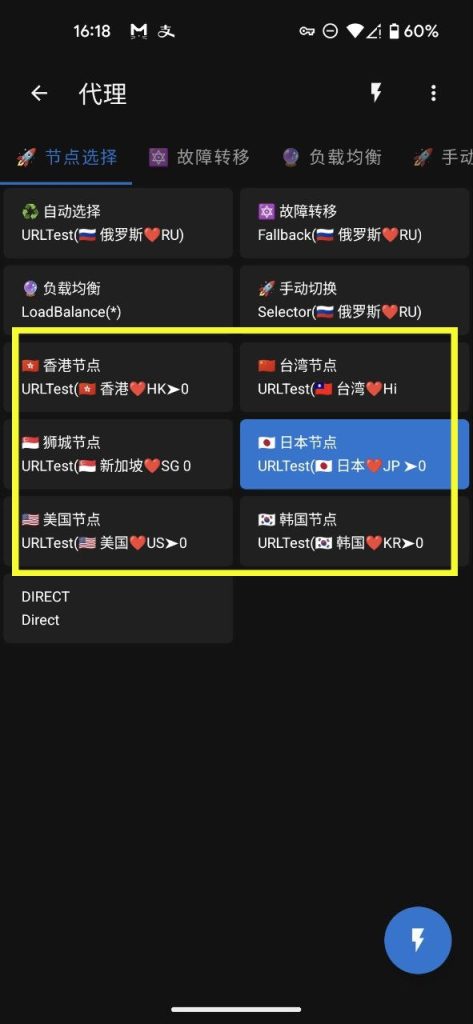 16:18
60%
代理
🚀 节点选择
🔯 故障转移
🔮 负载均衡
🚀 手动
♻️ 自动选择
URLTest(🇷🇺 俄罗斯❤️RU)
🔯 故障转移
Fallback(🇷🇺 俄罗斯❤️RU)
🔮 负载均衡
LoadBalance(*)
🚀 手动切换
Selector(🇷🇺 俄罗斯❤️RU)
🇭🇰 香港节点
URLTest(🇭🇰 香港❤️HK➤0
🇨🇳 台湾节点
URLTest(🇹🇼 台湾❤️Hi
🇸🇬 狮城节点
URLTest(🇸🇬 新加坡❤️SG 0
🇯🇵 日本节点
URLTest(🇯🇵 日本❤️JP ➤0
🇺🇸 美国节点
URLTest(🇺🇸 美国❤️US➤0
🇰🇷 韩国节点
URLTest(🇰🇷 韩国❤️KR➤0
DIRECT
Direct